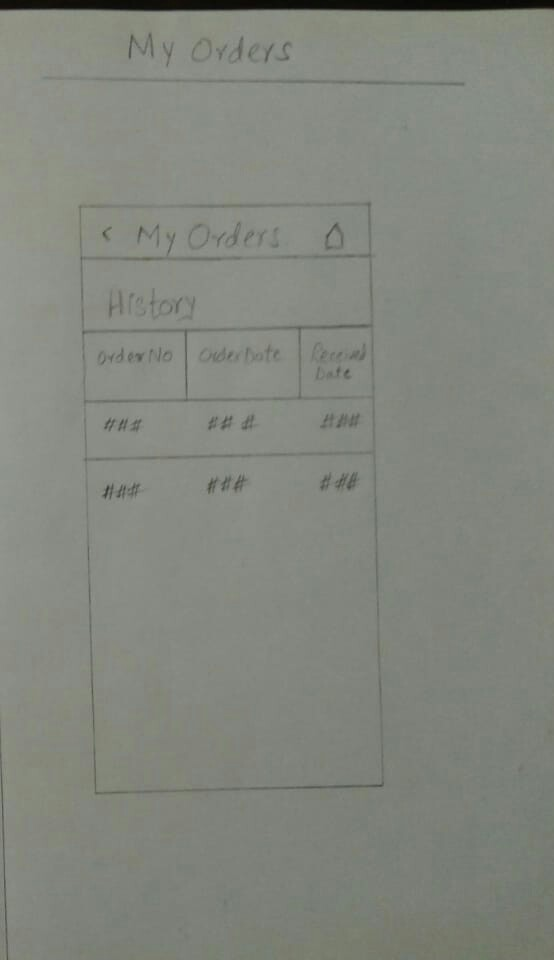 My Orders
< My Orders
History
Order No Order Date Received Date
### ### ###
### ### ###